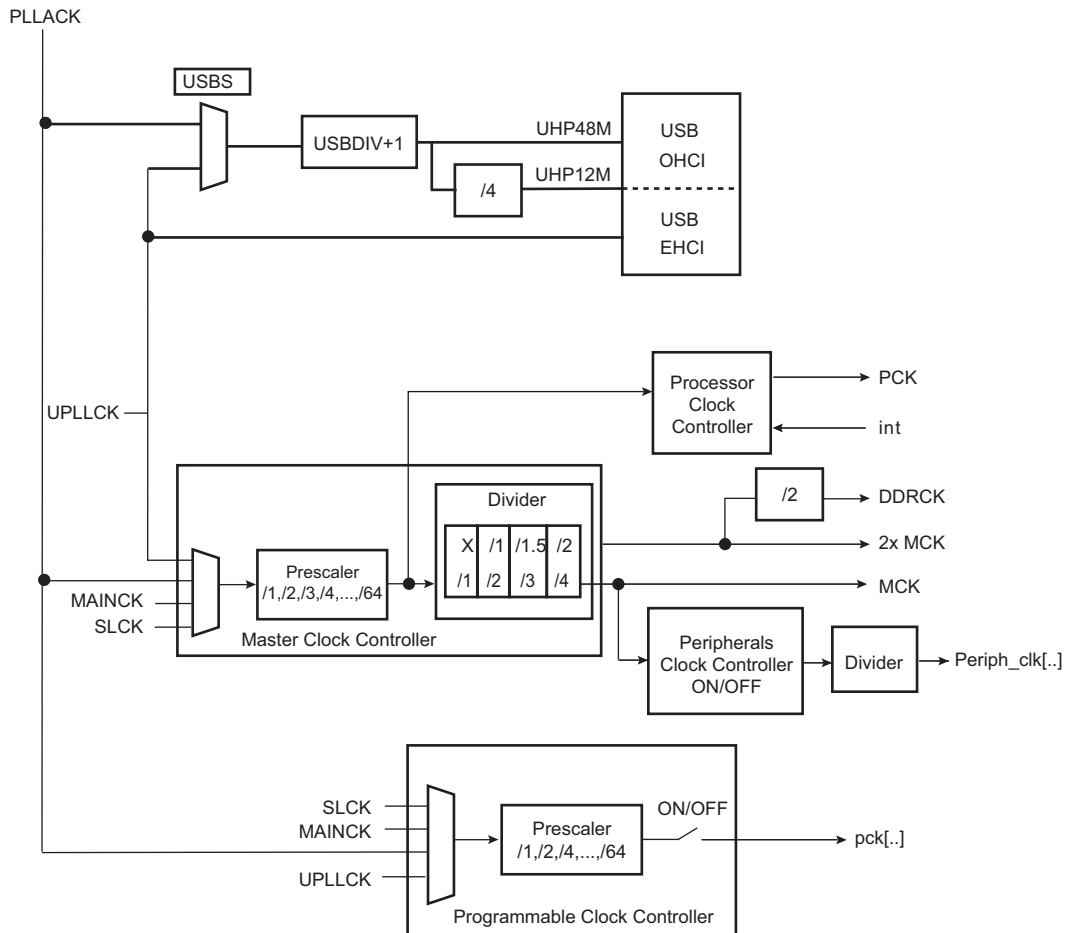 PLLACK
USBS
USBDIV+1
UHP48M
USB
OHCI
/4
UHP12M
USB
EHCI
UPLLCK
Processor
Clock
Controller
PCK
int
/2
DDRCK
Divider
X /1 /1.5 /2
/1 /2 /3 /4
2x MCK
MCK
Prescaler
/1,/2,/3,/4,...,/64
MAINCK
SLCK
Master Clock Controller
Peripherals
Clock Controller
ON/OFF
Divider
Periph_clk[..]
SLCK
MAINCK
UPLLCK
Prescaler
/1,/2,/4,...,/64
ON/OFF
pck[..]
Programmable Clock Controller